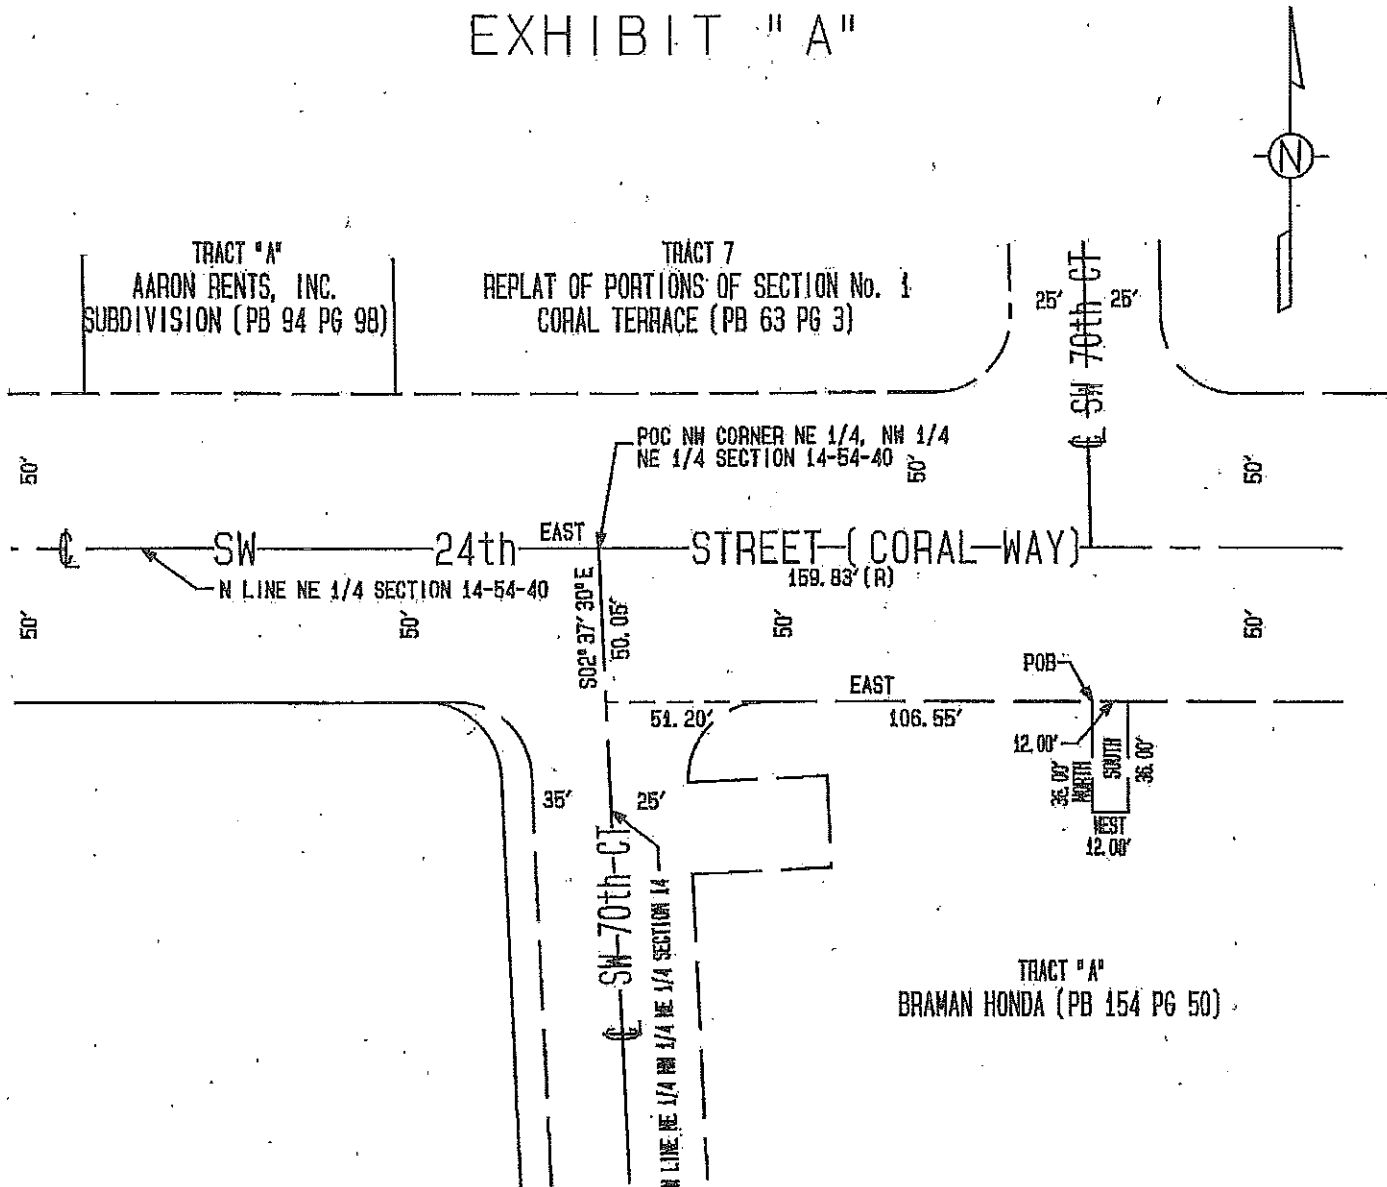 EXHIBIT "A"
N
TRACT "A"
AARON RENTS, INC.
SUBDIVISION (PB 94 PG 98)
TRACT 7
REPLAT OF PORTIONS OF SECTION No. 1
CORAL TERRACE (PB 63 PG 3)
25'
25'
℄ SW 70th CT
POC NW CORNER NE 1/4, NW 1/4
NE 1/4 SECTION 14-54-40
50'
50'
50'
℄ SW 24th STREET (CORAL WAY)
EAST
159.83'(R)
N LINE NE 1/4 SECTION 14-54-40
S02°37'30"E
50.05'
50'
50'
50'
50'
POB
EAST
51.20'
106.55'
12.00'
36.00'
NORTH
SOUTH
36.00'
WEST
12.00'
35'
25'
℄ SW 70th CT
LINE NE 1/4 NW 1/4 NE 1/4 SECTION 14
TRACT "A"
BRAMAN HONDA (PB 154 PG 50)